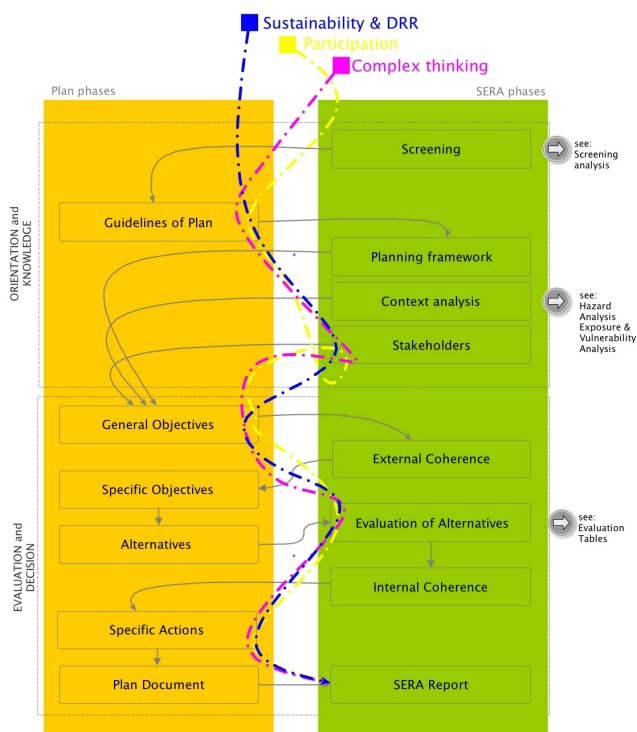 Sustainability & DRR
Participation
Complex thinking
Plan phases
SERA phases
ORIENTATION and
KNOWLEDGE
Screening
see:
Screening
analysis
Guidelines of Plan
Planning framework
Context analysis
see:
Hazard
Analysis
Exposure &
Vulnerability
Analysis
Stakeholders
EVALUATION and
DECISION
General Objectives
External Coherence
Specific Objectives
Evaluation of Alternatives
see:
Evaluation
Tables
Alternatives
Internal Coherence
Specific Actions
Plan Document
SERA Report